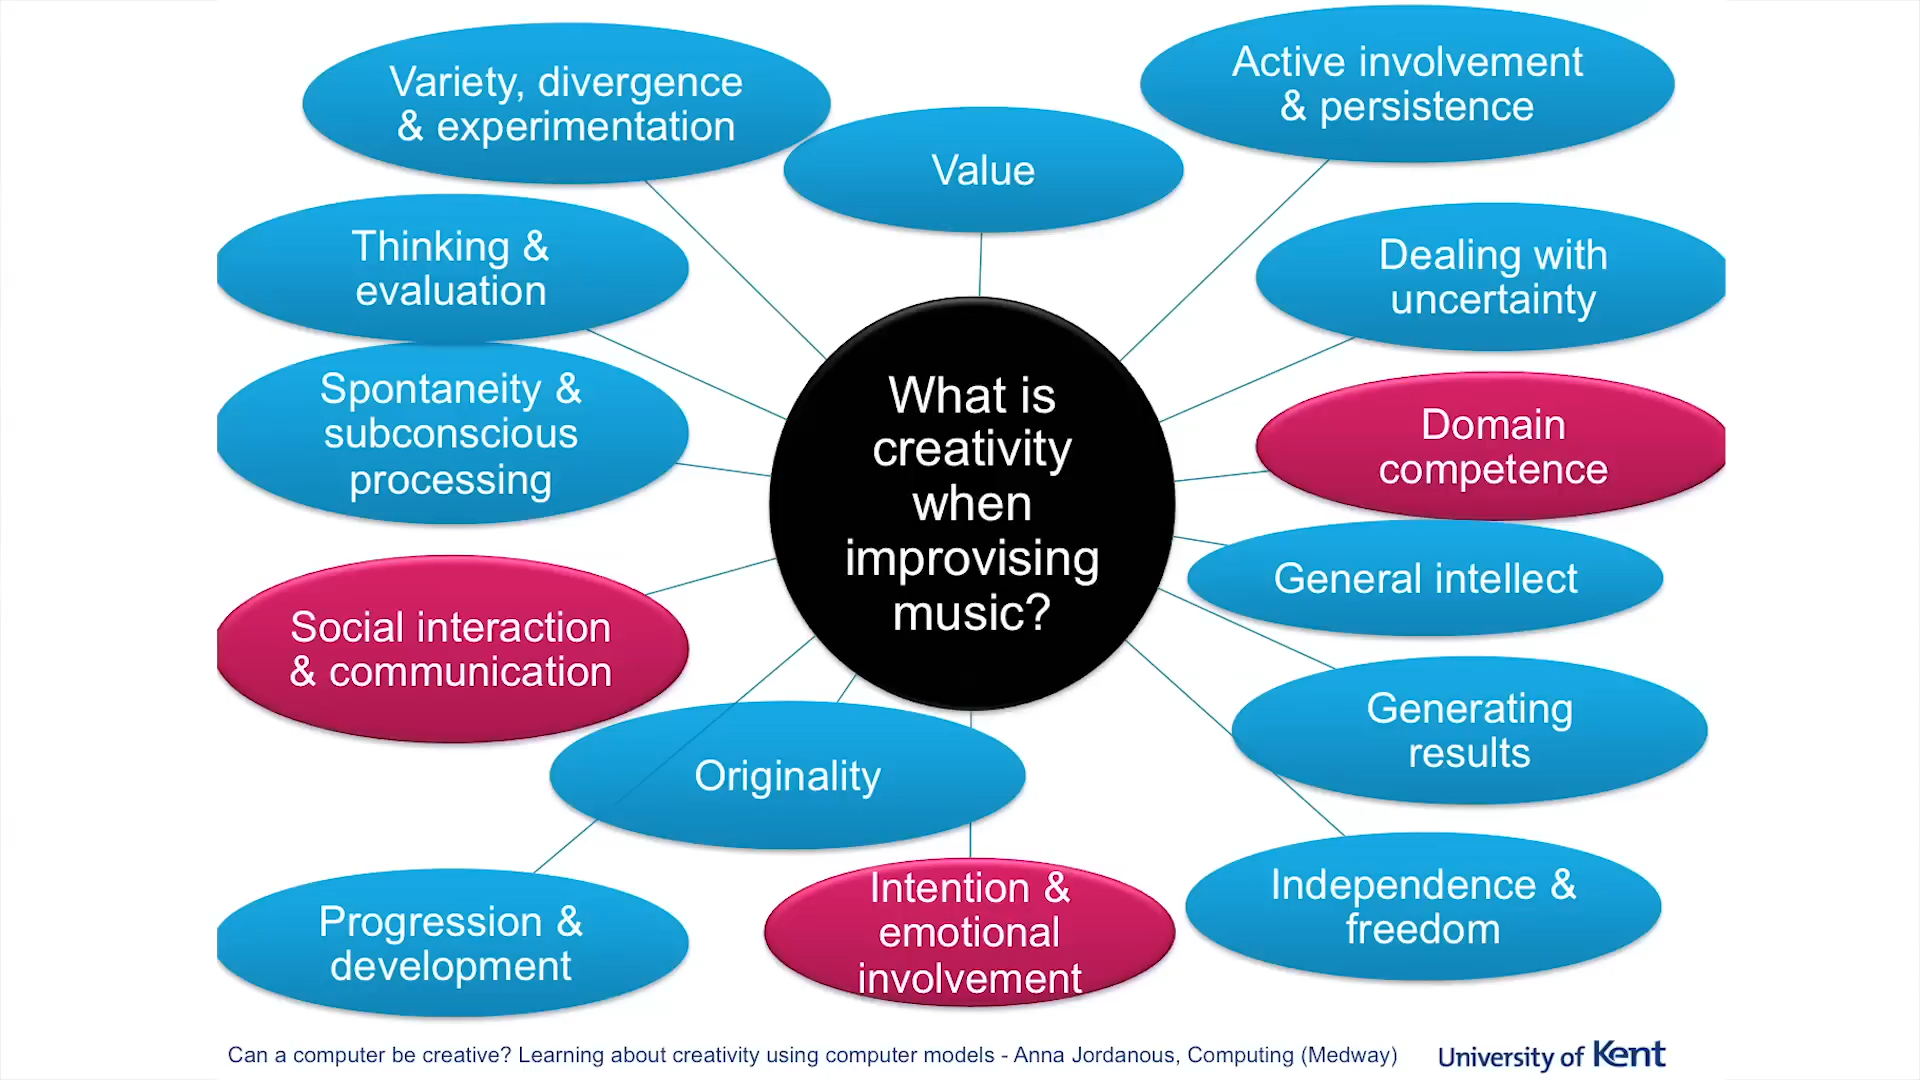 Variety, divergence
& experimentation
Value
Active involvement
& persistence
Thinking &
evaluation
Dealing with
uncertainty
Spontaneity &
subconscious
processing
What is
creativity
when
improvising
music?
Domain
competence
General intellect
Social interaction
& communication
Generating
results
Originality
Intention &
emotional
involvement
Independence &
freedom
Progression &
development
Can a computer be creative? Learning about creativity using computer models - Anna Jordanous, Computing (Medway)
University of Kent